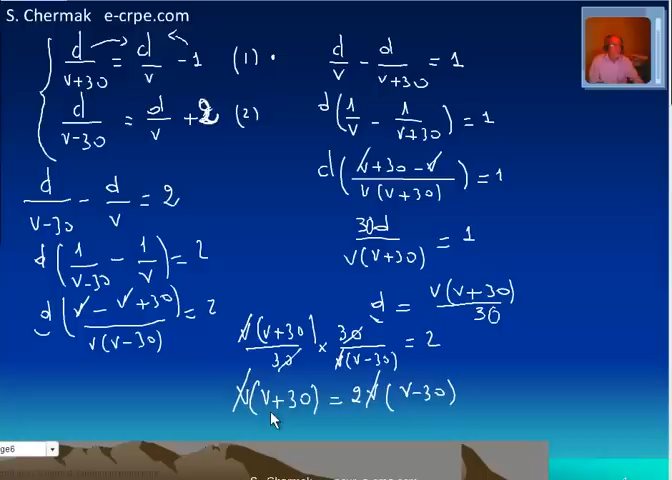 S. Chermak e-crpe.com
d/(v+30) = d/v - 1 (1) .
d/(v-30) = d/v + 2 (2)
d/(v-30) - d/v = 2
d(1/(v-30) - 1/v) = 2
d((v - v+30)/(v(v-30))) = 2
d/v - d/(v+30) = 1
d(1/v - 1/(v+30)) = 1
d((v+30-v)/(v(v+30))) = 1
30d/(v(v+30)) = 1
d = v(v+30)/30
v(v+30)/30 × 30/(v(v-30)) = 2
v(v+30) = 2v(v-30)
ge6